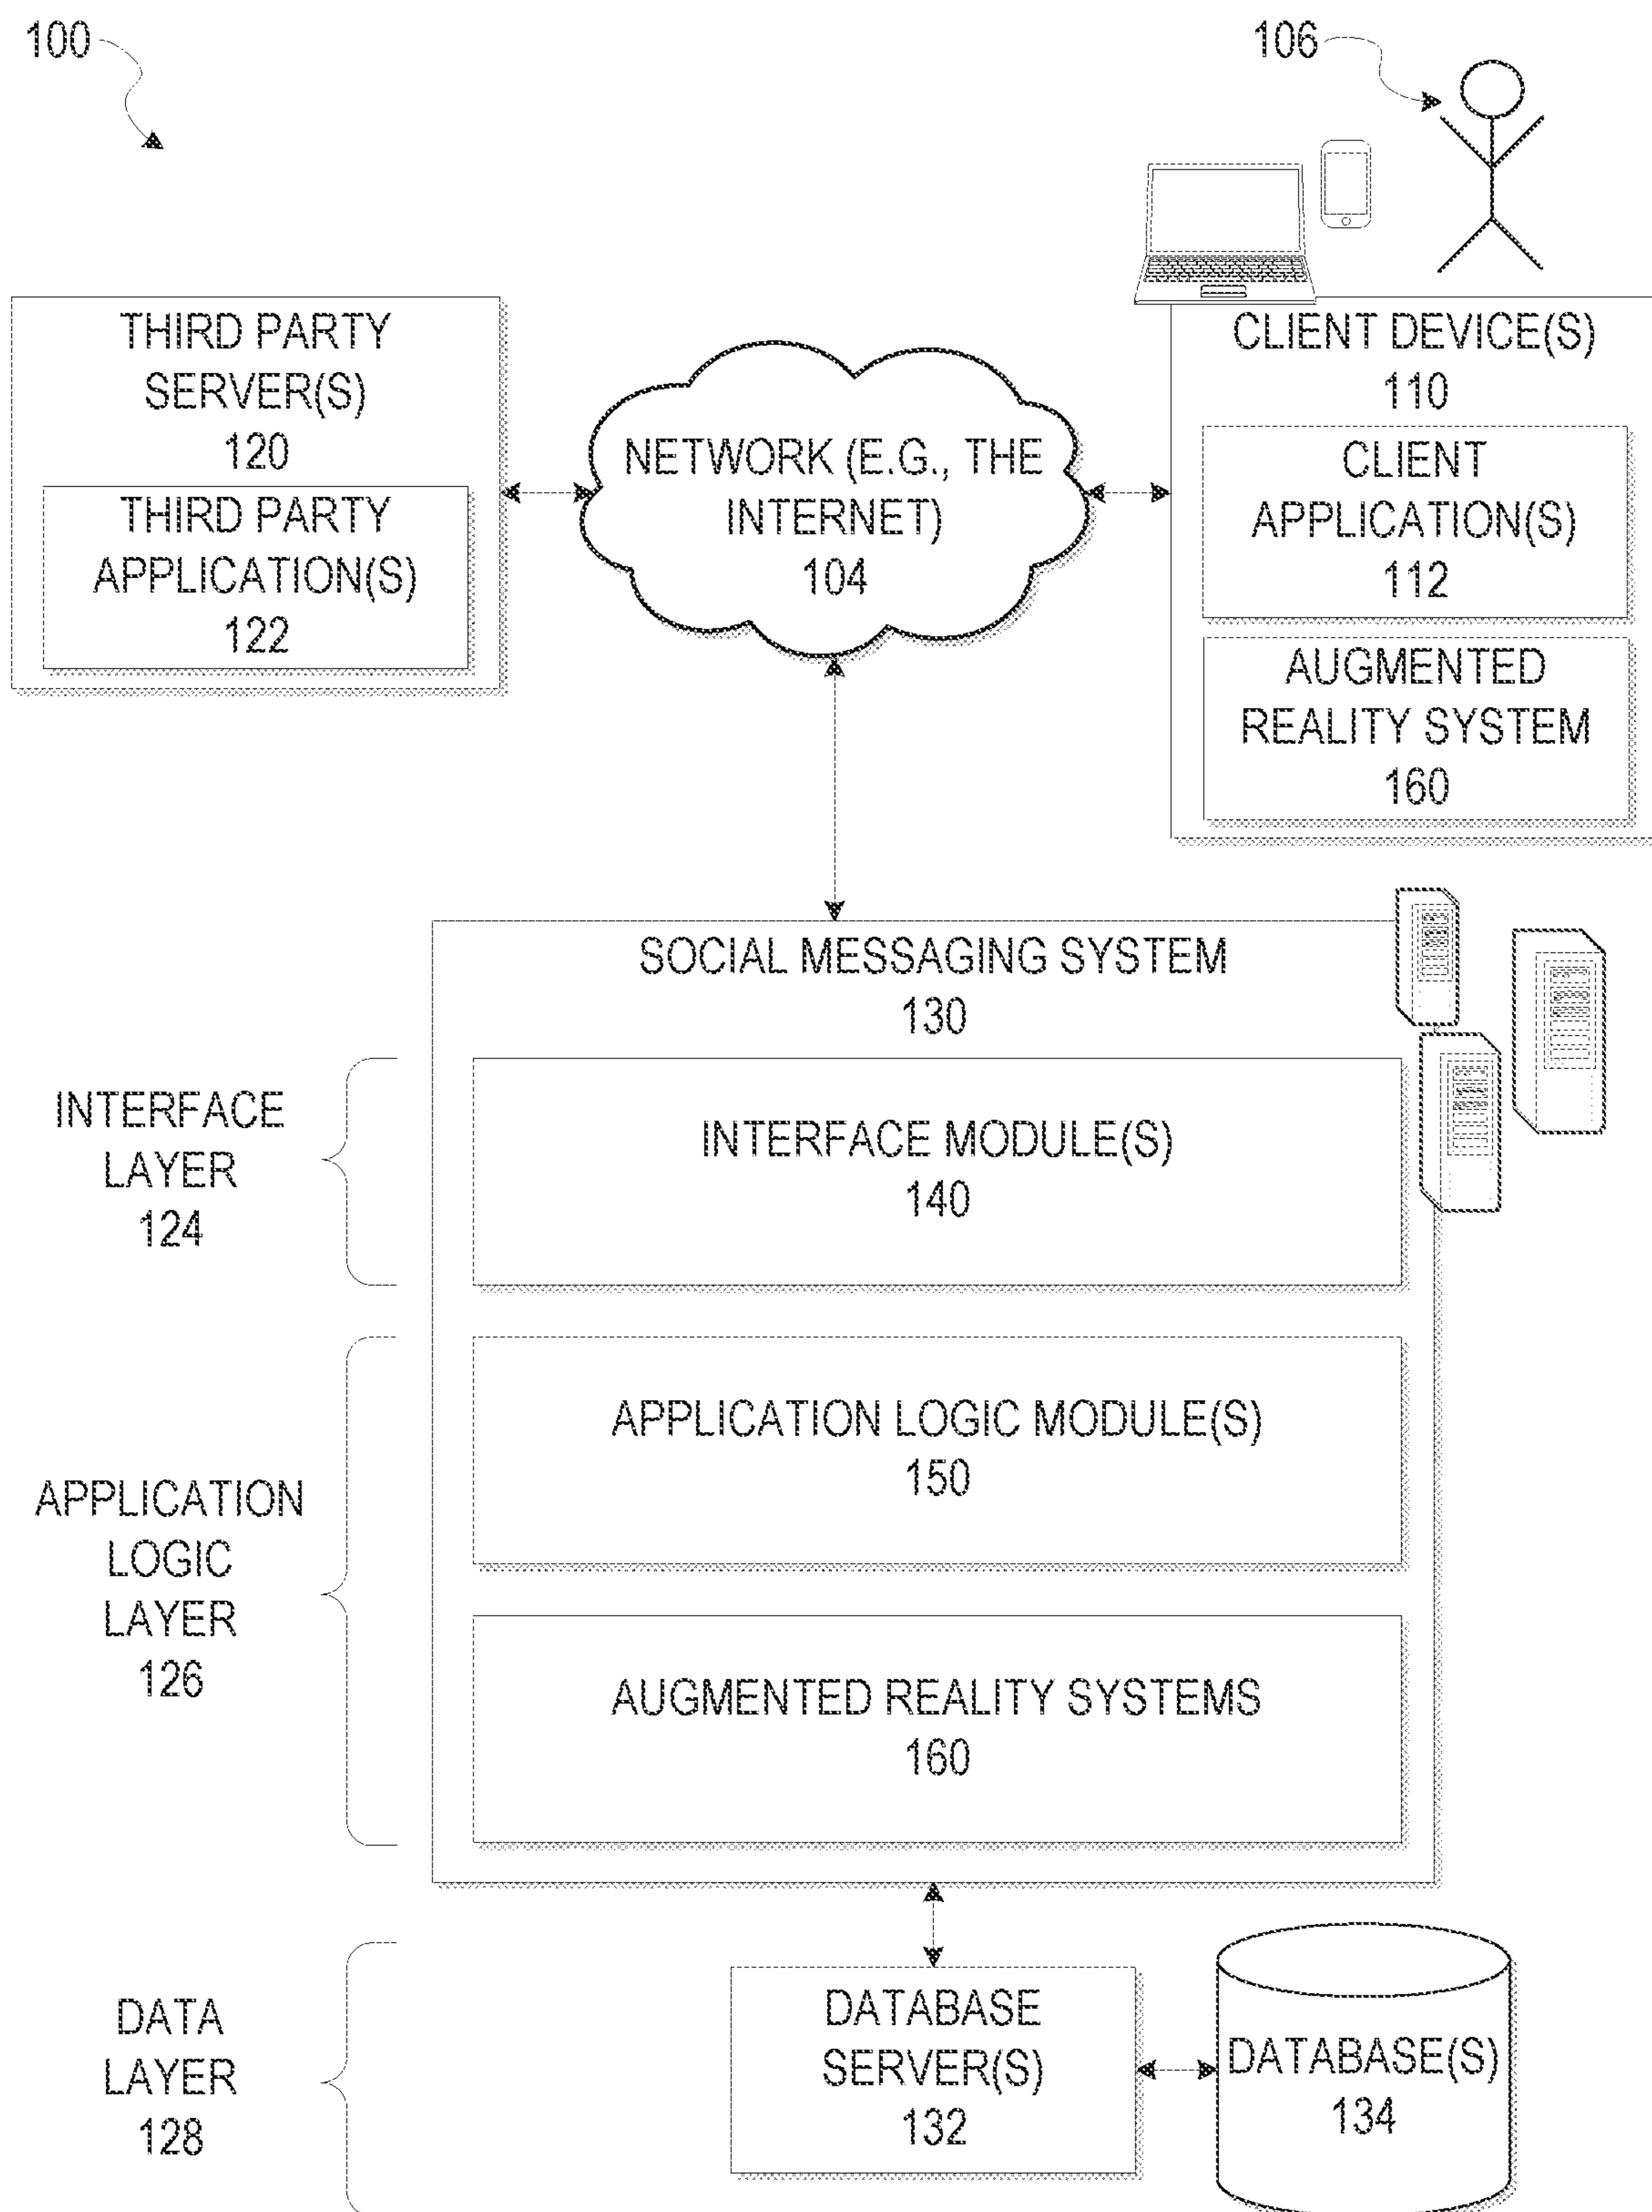 100
106
THIRD PARTY
SERVER(S)
120
THIRD PARTY
APPLICATION(S)
122
NETWORK (E.G., THE
INTERNET)
104
CLIENT DEVICE(S)
110
CLIENT
APPLICATION(S)
112
AUGMENTED
REALITY SYSTEM
160
SOCIAL MESSAGING SYSTEM
130
INTERFACE
LAYER
124
INTERFACE MODULE(S)
140
APPLICATION
LOGIC
LAYER
126
APPLICATION LOGIC MODULE(S)
150
AUGMENTED REALITY SYSTEMS
160
DATA
LAYER
128
DATABASE
SERVER(S)
132
DATABASE(S)
134